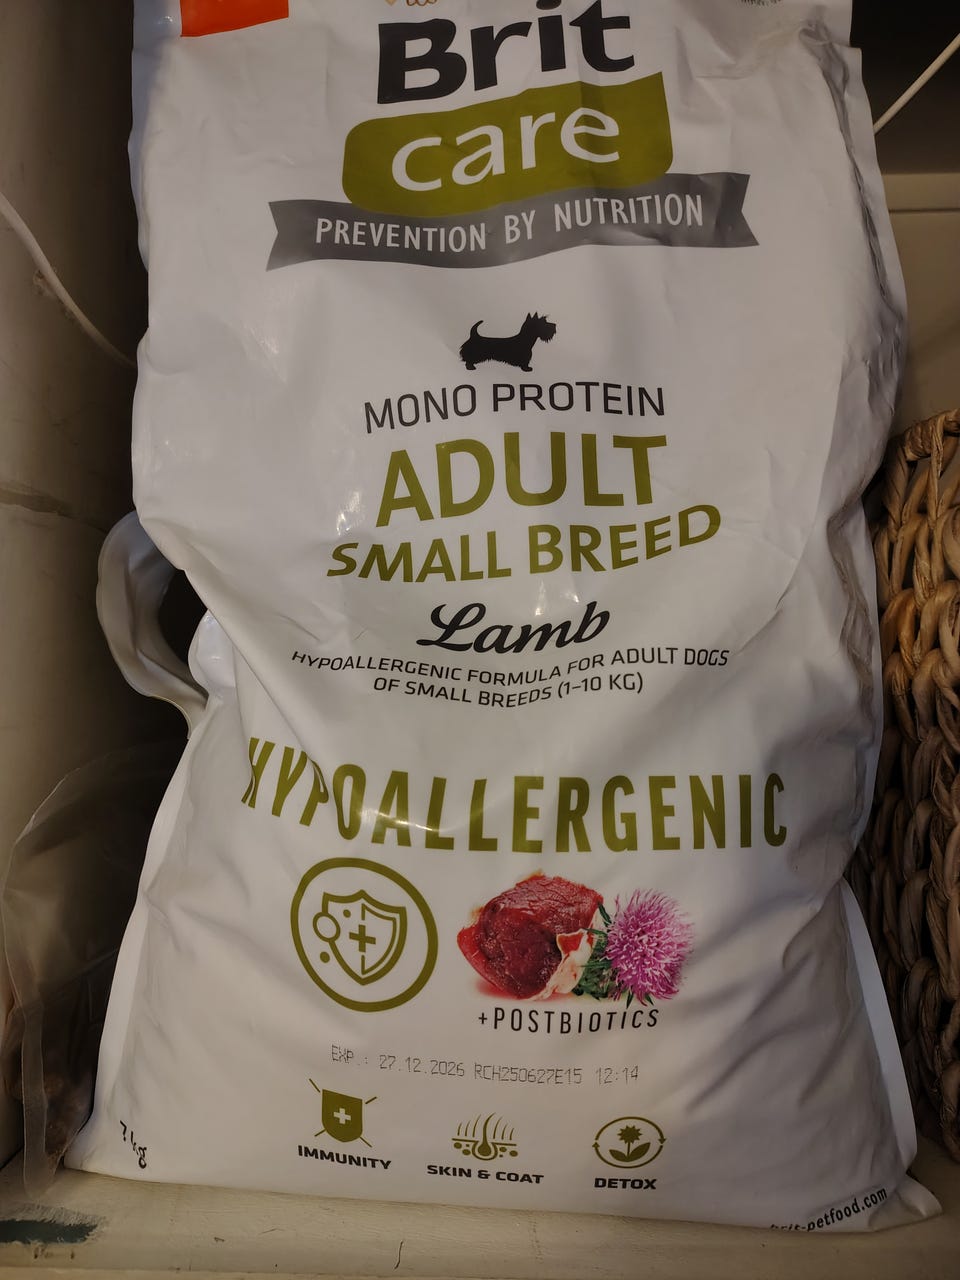 Brit
care
PREVENTION BY NUTRITION
MONO PROTEIN
ADULT
SMALL BREED
Lamb
HYPOALLERGENIC FORMULA FOR ADULT DOGS
OF SMALL BREEDS (1–10 KG)
HYPOALLERGENIC
+POSTBIOTICS
EXP.: 27.12.2026 RCH250627E15 12:14
7 kg
IMMUNITY
SKIN & COAT
DETOX
brit-petfood.com